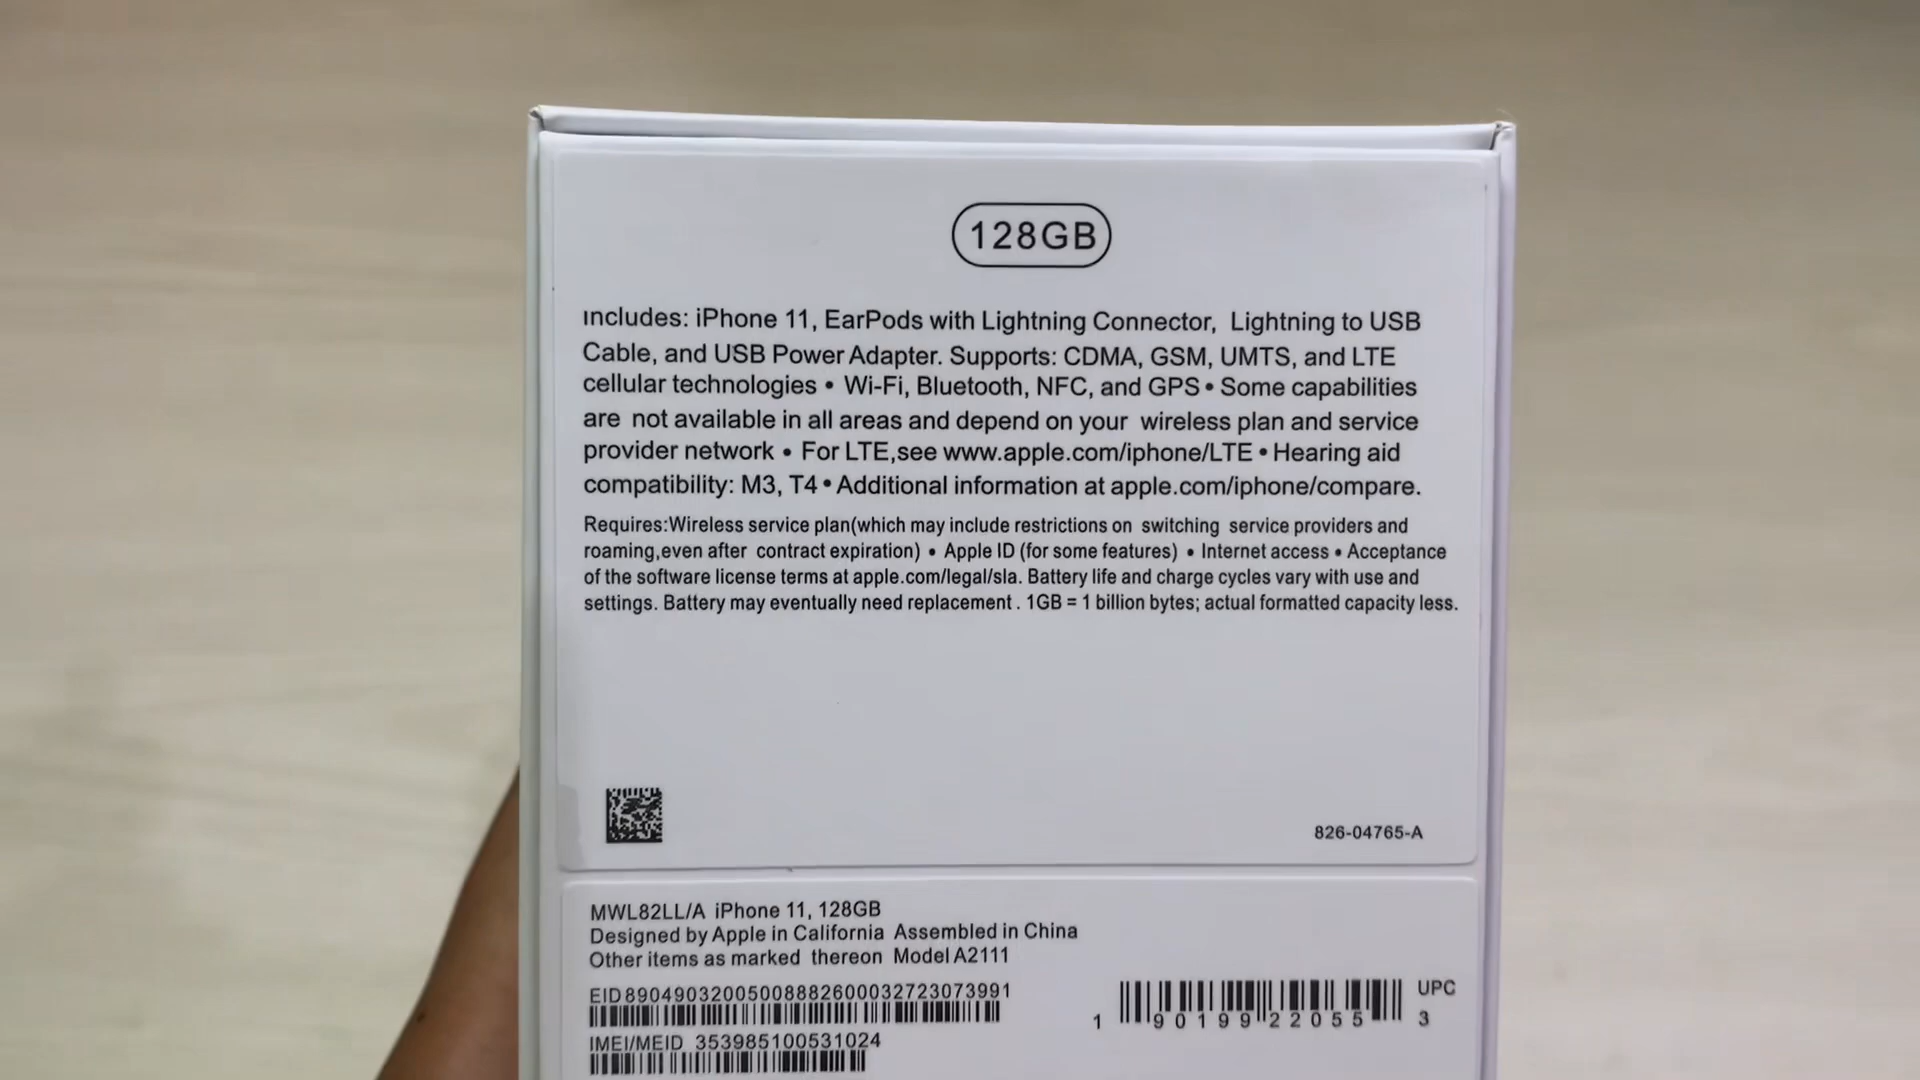 128GB
Includes: iPhone 11, EarPods with Lightning Connector, Lightning to USB
Cable, and USB Power Adapter. Supports: CDMA, GSM, UMTS, and LTE
cellular technologies • Wi-Fi, Bluetooth, NFC, and GPS • Some capabilities
are not available in all areas and depend on your wireless plan and service
provider network • For LTE,see www.apple.com/iphone/LTE • Hearing aid
compatibility: M3, T4 • Additional information at apple.com/iphone/compare.
Requires:Wireless service plan(which may include restrictions on switching service providers and
roaming,even after contract expiration) • Apple ID (for some features) • Internet access • Acceptance
of the software license terms at apple.com/legal/sla. Battery life and charge cycles vary with use and
settings. Battery may eventually need replacement . 1GB = 1 billion bytes; actual formatted capacity less.
826-04765-A
MWL82LL/A iPhone 11, 128GB
Designed by Apple in California Assembled in China
Other items as marked thereon Model A2111
EID 89049032005008882600032723073991
IMEI/MEID 353985100531024
UPC
1 90199 22055 3